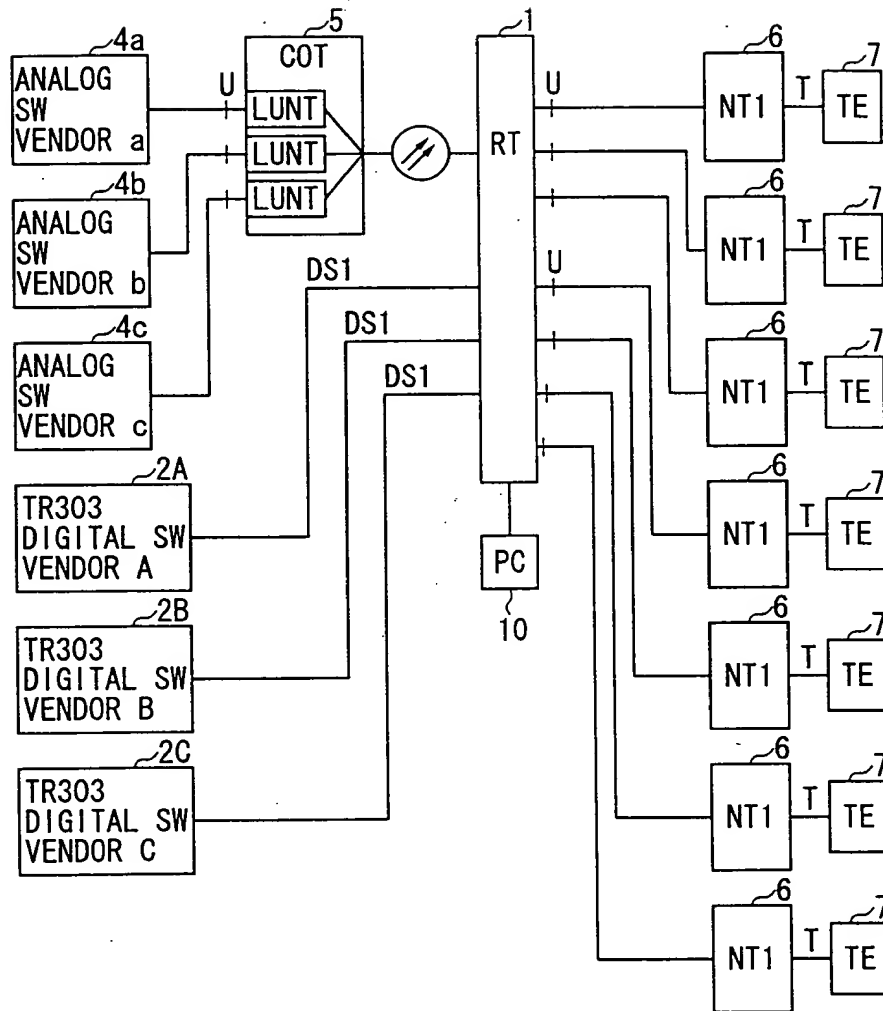 4a
ANALOG
SW
VENDOR a
U
5
COT
LUNT
LUNT
LUNT
4b
ANALOG
SW
VENDOR b
4c
ANALOG
SW
VENDOR c
DS1
DS1
DS1
2A
TR303
DIGITAL SW
VENDOR A
2B
TR303
DIGITAL SW
VENDOR B
2C
TR303
DIGITAL SW
VENDOR C
1
RT
U
U
PC
10
6
NT1
T
7
TE
6
NT1
T
7
TE
6
NT1
T
7
TE
6
NT1
T
7
TE
6
NT1
T
7
TE
6
NT1
T
7
TE
6
NT1
T
7
TE